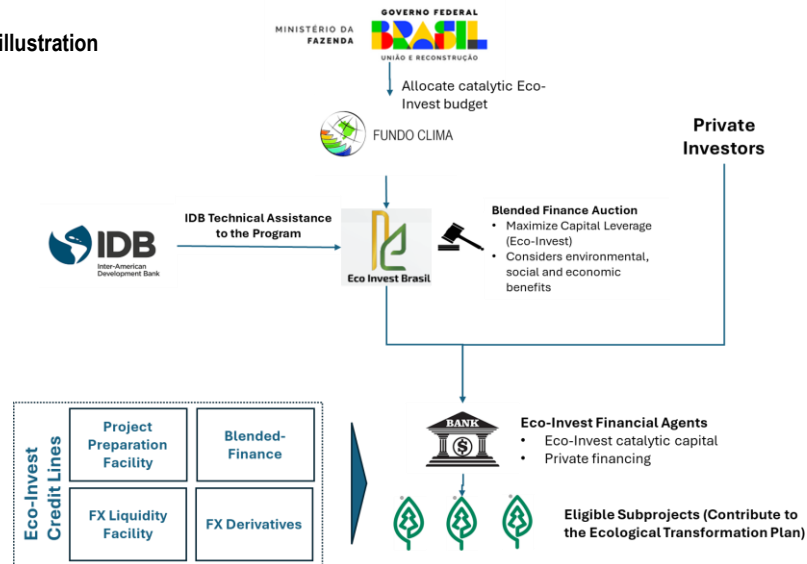 illustration
MINISTÉRIO DA
FAZENDA
GOVERNO FEDERAL
BRASIL
UNIÃO E RECONSTRUÇÃO
Allocate catalytic Eco-
Invest budget
FUNDO CLIMA
Private
Investors
IDB
Inter-American
Development Bank
IDB Technical Assistance
to the Program
Eco Invest Brasil
Blended Finance Auction
• Maximize Capital Leverage
(Eco-Invest)
• Considers environmental,
social and economic
benefits
Eco-Invest
Credit Lines
Project
Preparation
Facility
Blended-
Finance
FX Liquidity
Facility
FX Derivatives
BANK
$
Eco-Invest Financial Agents
• Eco-Invest catalytic capital
• Private financing
Eligible Subprojects (Contribute to
the Ecological Transformation Plan)